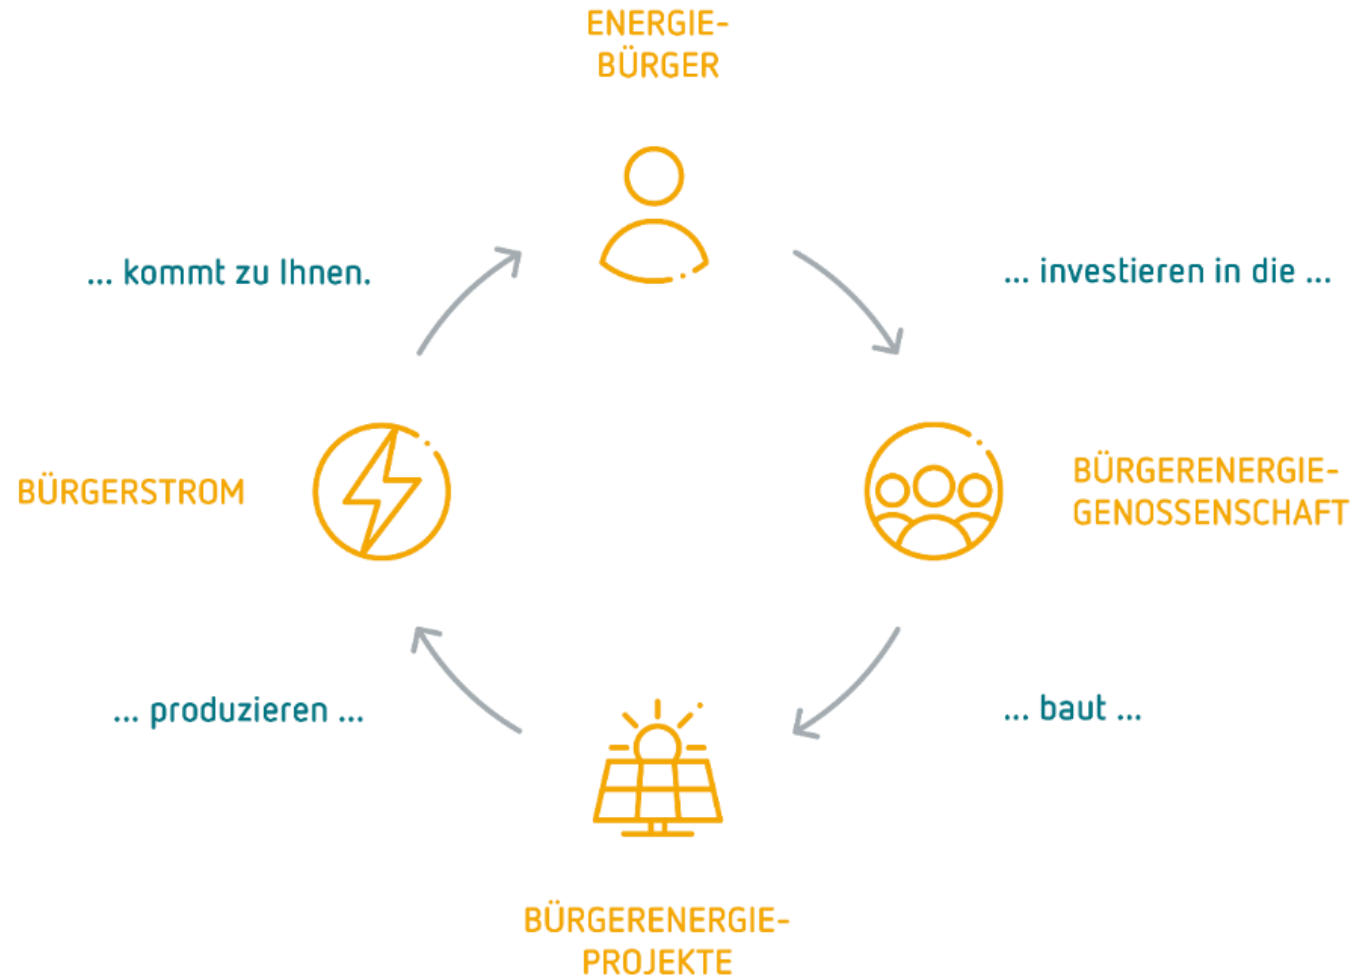 ENERGIE-
BÜRGER
... investieren in die ...
BÜRGERENERGIE-
GENOSSENSCHAFT
... baut ...
BÜRGERENERGIE-
PROJEKTE
... produzieren ...
BÜRGERSTROM
... kommt zu Ihnen.